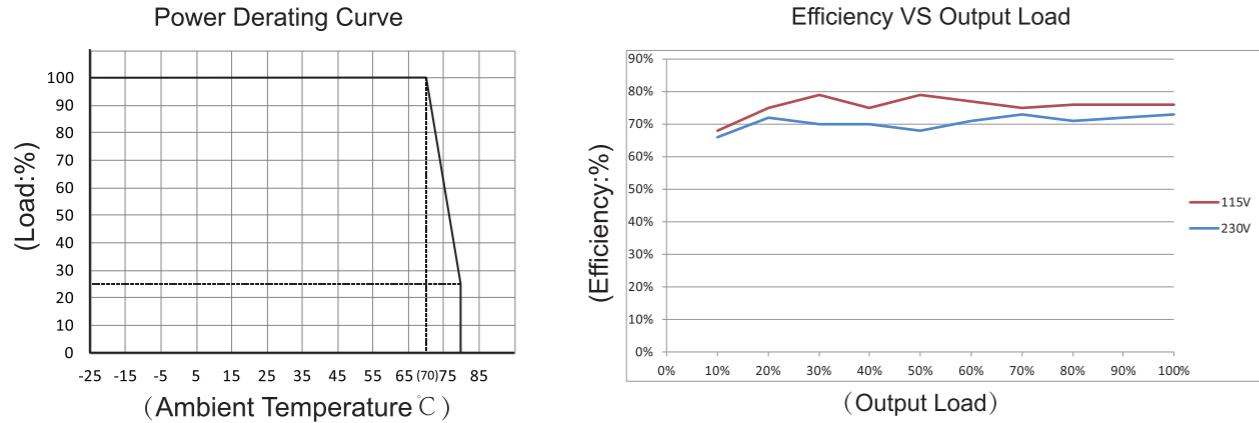 Power Derating Curve
(Load:%)
100
90
80
70
60
50
40
30
20
10
0
-25 -15 -5 5 15 25 35 45 55 65 (70) 75 85
(Ambient Temperature℃)
Efficiency VS Output Load
(Efficiency:%)
90%
80%
70%
60%
50%
40%
30%
20%
10%
0%
0% 10% 20% 30% 40% 50% 60% 70% 80% 90% 100%
(Output Load)
115V
230V